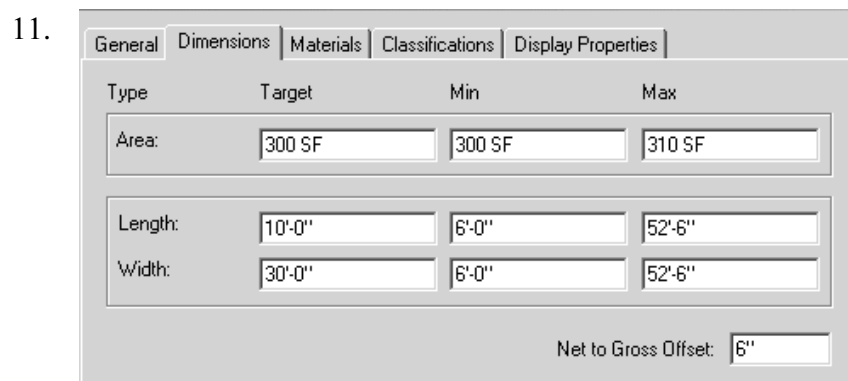 11.
General Dimensions Materials Classifications Display Properties
Type Target Min Max
Area: 300 SF 300 SF 310 SF
Length: 10'-0" 6'-0" 52'-6"
Width: 30'-0" 6'-0" 52'-6"
Net to Gross Offset: 6"